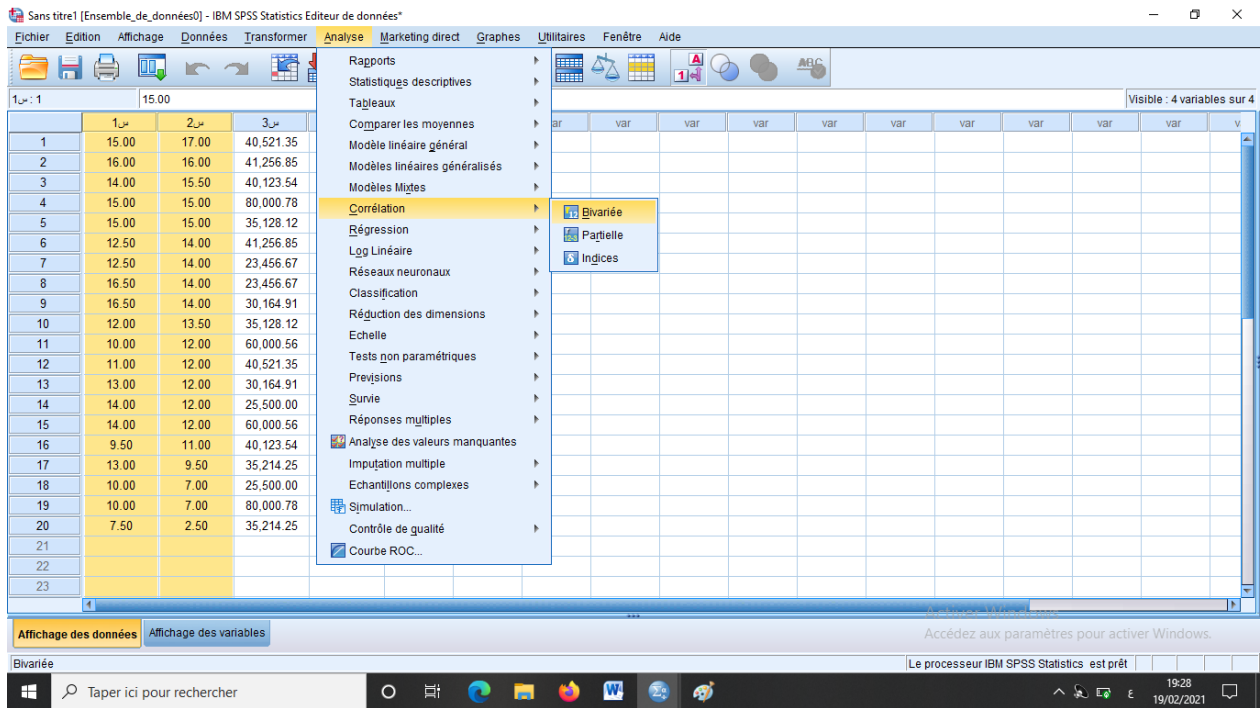 Sans titre1 [Ensemble_de_données0] - IBM SPSS Statistics Editeur de données*
Fichier Edition Affichage Données Transformer Analyse Marketing direct Graphes Utilitaires Fenêtre Aide
1س : 1 15.00 Visible : 4 variables sur 4
س1 س2 س3 ar var var var var var var var var var v
1 15.00 17.00 40,521.35
2 16.00 16.00 41,256.85
3 14.00 15.50 40,123.54
4 15.00 15.00 80,000.78
5 15.00 15.00 35,128.12
6 12.50 14.00 41,256.85
7 12.50 14.00 23,456.67
8 16.50 14.00 23,456.67
9 16.50 14.00 30,164.91
10 12.00 13.50 35,128.12
11 10.00 12.00 60,000.56
12 11.00 12.00 40,521.35
13 13.00 12.00 30,164.91
14 14.00 12.00 25,500.00
15 14.00 12.00 60,000.56
16 9.50 11.00 40,123.54
17 13.00 9.50 35,214.25
18 10.00 7.00 25,500.00
19 10.00 7.00 80,000.78
20 7.50 2.50 35,214.25
21
22
23
Rapports
Statistiques descriptives
Tableaux
Comparer les moyennes
Modèle linéaire général
Modèles linéaires généralisés
Modèles Mixtes
Corrélation
Régression
Log Linéaire
Réseaux neuronaux
Classification
Réduction des dimensions
Echelle
Tests non paramétriques
Prévisions
Survie
Réponses multiples
Analyse des valeurs manquantes
Imputation multiple
Echantillons complexes
Simulation...
Contrôle de qualité
Courbe ROC...
Bivariée
Partielle
Indices
Activer Windows
Accédez aux paramètres pour activer Windows.
Affichage des données Affichage des variables
Bivariée Le processeur IBM SPSS Statistics est prêt
Taper ici pour rechercher
ع
19:28
19/02/2021